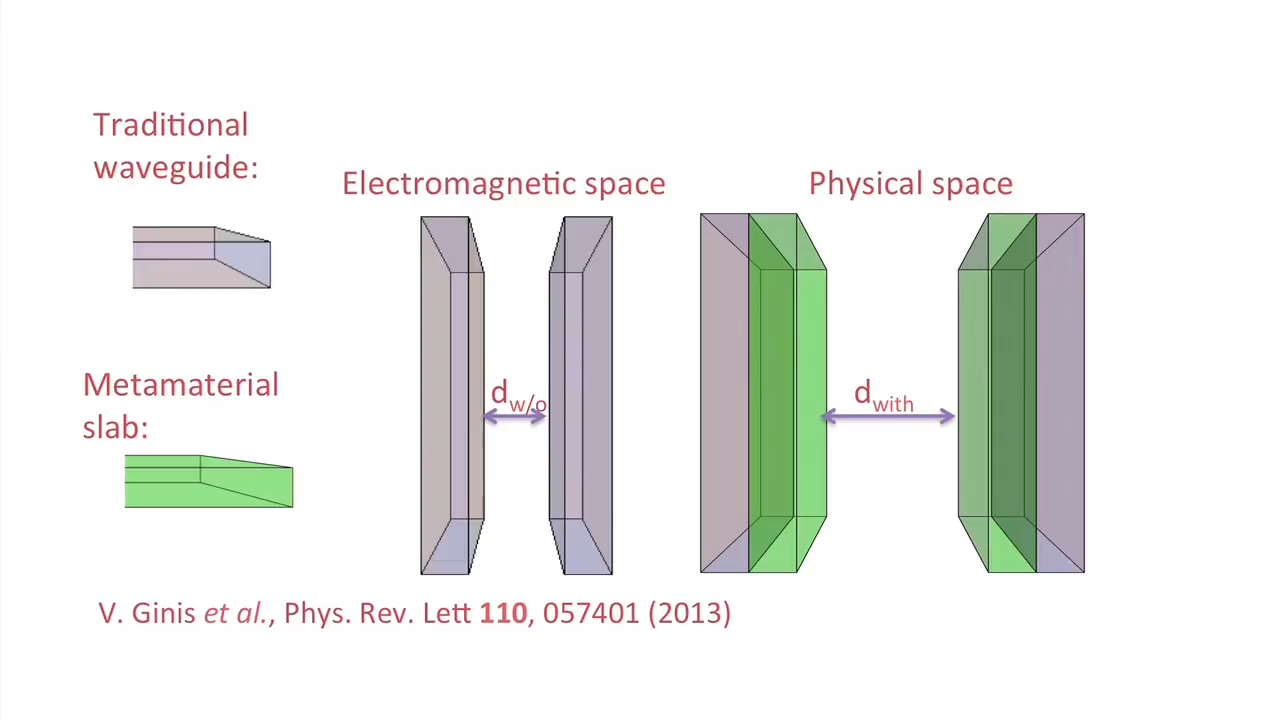 Traditional
waveguide:
Electromagnetic space
Physical space
Metamaterial
slab:
d_w/o
d_with
V. Ginis et al., Phys. Rev. Lett 110, 057401 (2013)